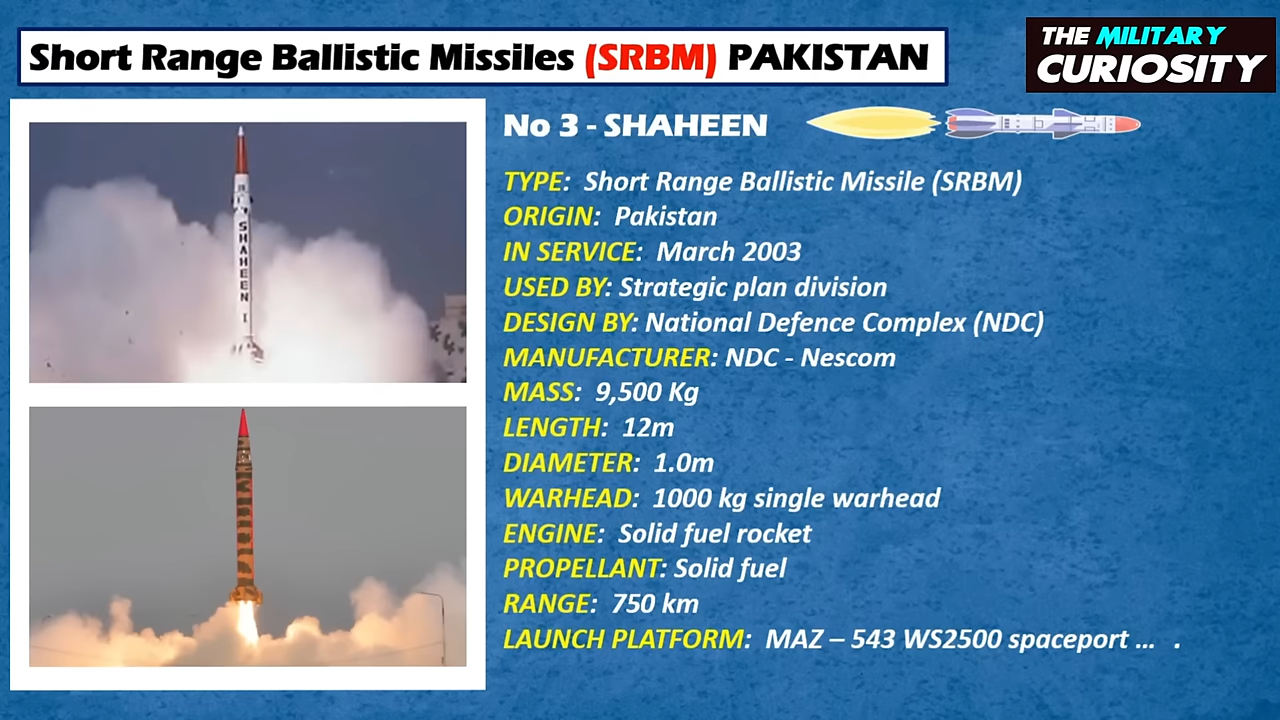 Short Range Ballistic Missiles (SRBM) PAKISTAN
THE MILITARY
CURIOSITY
SHAHEEN I
No 3 - SHAHEEN
TYPE: Short Range Ballistic Missile (SRBM)
ORIGIN: Pakistan
IN SERVICE: March 2003
USED BY: Strategic plan division
DESIGN BY: National Defence Complex (NDC)
MANUFACTURER: NDC - Nescom
MASS: 9,500 Kg
LENGTH: 12m
DIAMETER: 1.0m
WARHEAD: 1000 kg single warhead
ENGINE: Solid fuel rocket
PROPELLANT: Solid fuel
RANGE: 750 km
LAUNCH PLATFORM: MAZ – 543 WS2500 spaceport ... .